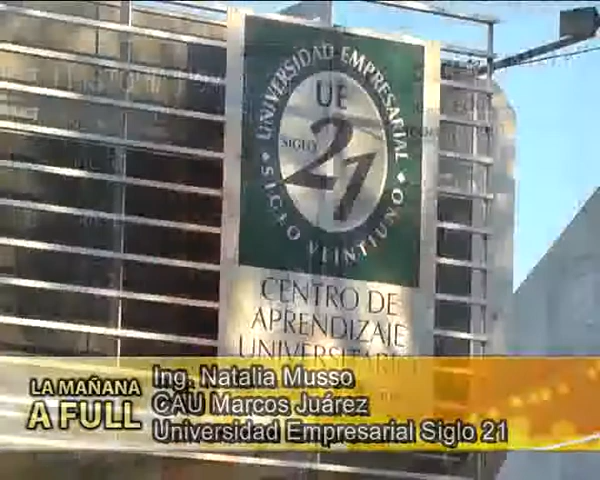 UNIVERSIDAD EMPRESARIAL
UE
SIGLO
21
SIGLO VEINTIUNO
CENTRO DE
APRENDIZAJE
UNIVERSITARIO
LA MAÑANA
A FULL
Ing. Natalia Musso
CAU Marcos Juárez
Universidad Empresarial Siglo 21